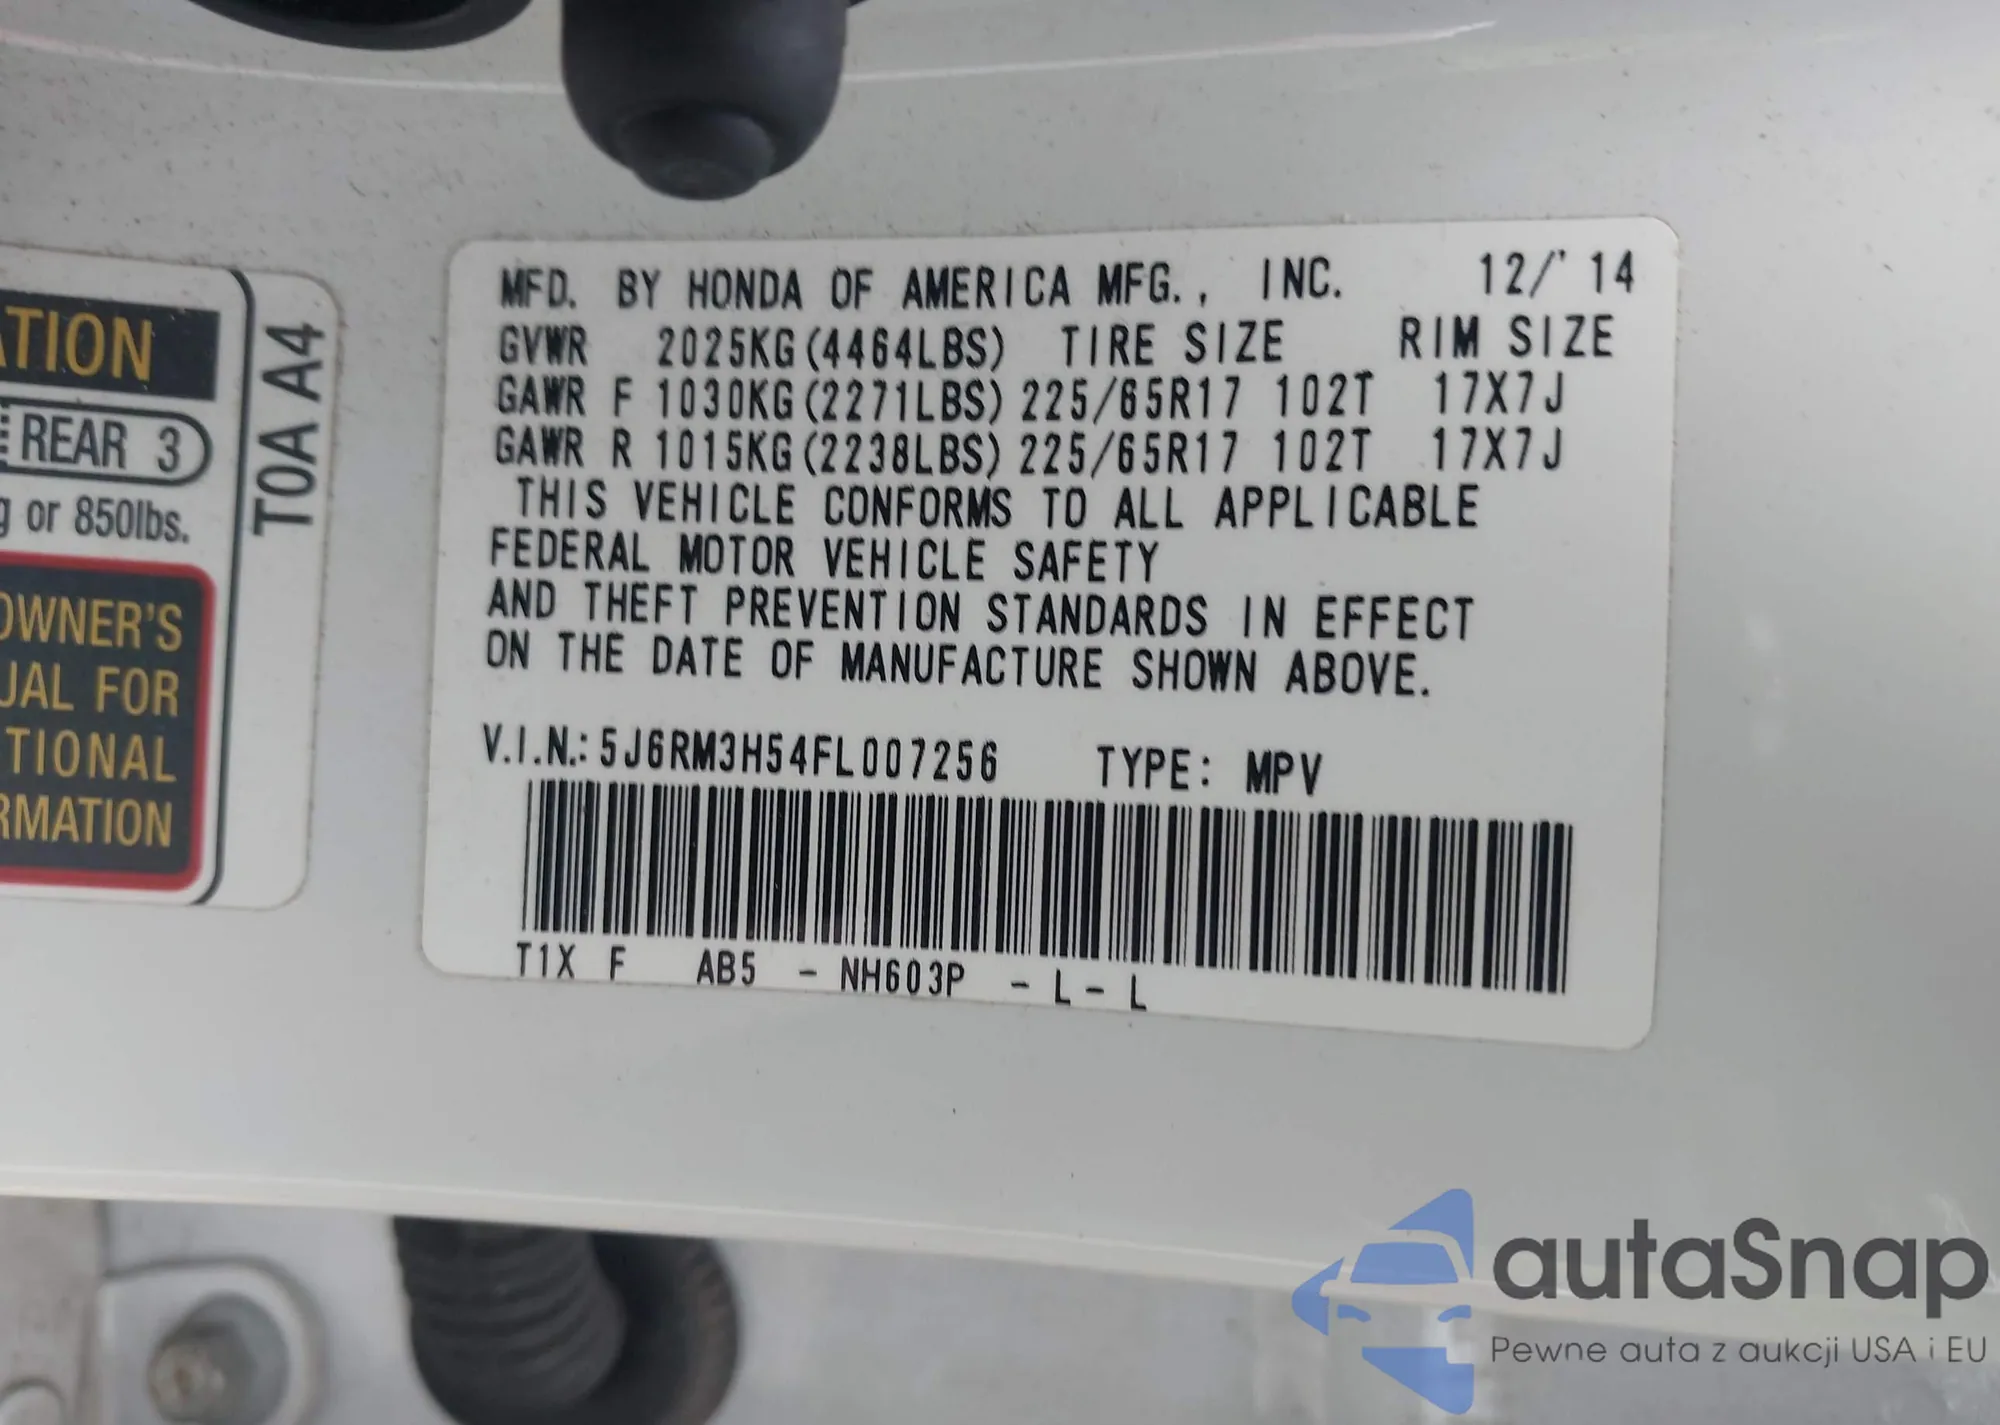 ATION
REAR 3
g or 850lbs.
OWNER'S
UAL FOR
TIONAL
RMATION
T0A A4
MFD. BY HONDA OF AMERICA MFG., INC. 12/'14
GVWR 2025KG(4464LBS) TIRE SIZE RIM SIZE
GAWR F 1030KG(2271LBS) 225/65R17 102T 17X7J
GAWR R 1015KG(2238LBS) 225/65R17 102T 17X7J
THIS VEHICLE CONFORMS TO ALL APPLICABLE
FEDERAL MOTOR VEHICLE SAFETY
AND THEFT PREVENTION STANDARDS IN EFFECT
ON THE DATE OF MANUFACTURE SHOWN ABOVE.
V.I.N.: 5J6RM3H54FL007256 TYPE: MPV
T1X F AB5 - NH603P - L - L
autaSnap
Pewne auta z aukcji USA i EU